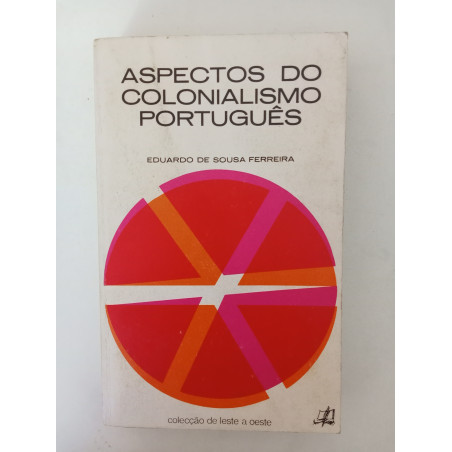 ASPECTOS DO
COLONIALISMO
PORTUGUÊS
EDUARDO DE SOUSA FERREIRA
colecção de leste a oeste